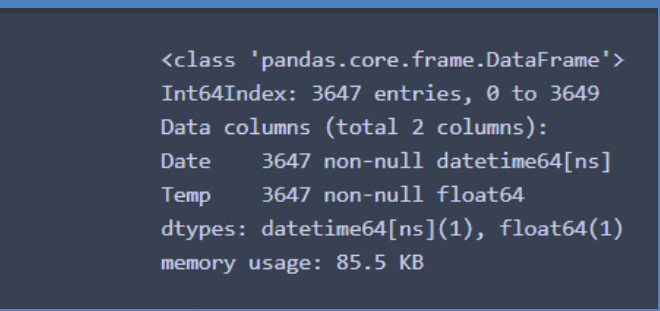 <class 'pandas.core.frame.DataFrame'>
Int64Index: 3647 entries, 0 to 3649
Data columns (total 2 columns):
Date    3647 non-null datetime64[ns]
Temp    3647 non-null float64
dtypes: datetime64[ns](1), float64(1)
memory usage: 85.5 KB